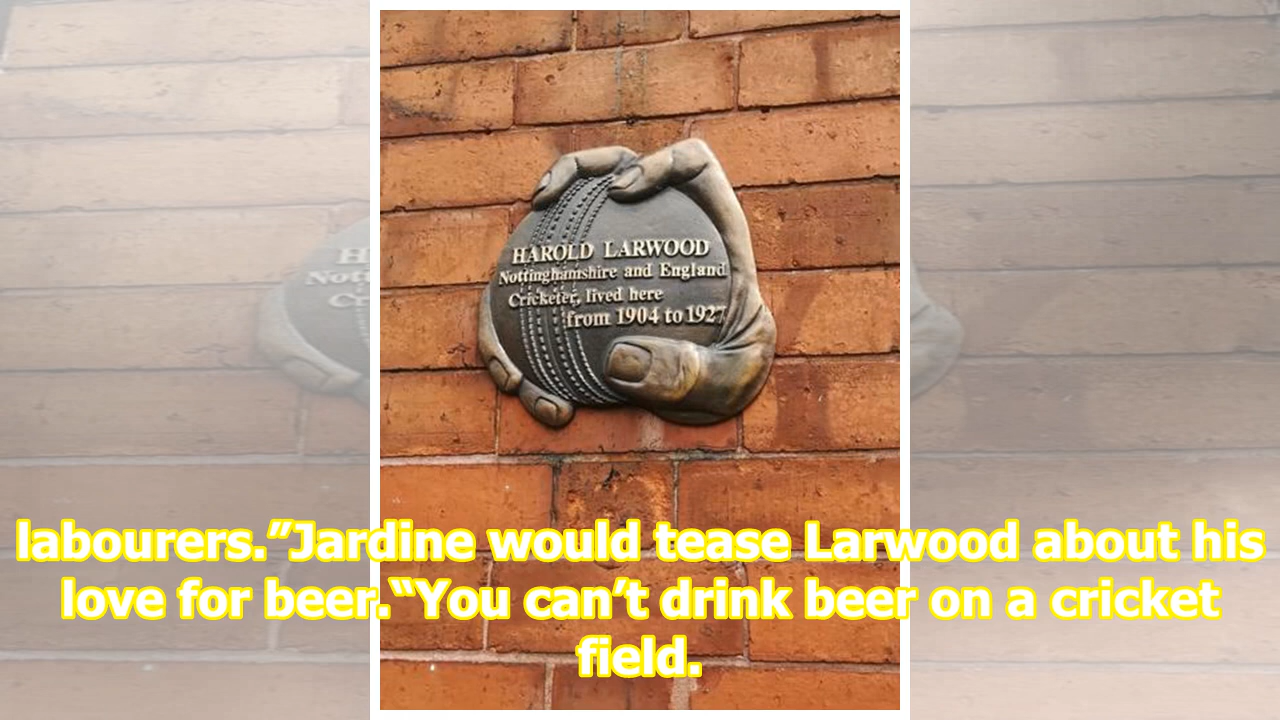 HAROLD LARWOOD
Nottinghamshire and England
Cricketer, lived here
from 1904 to 1927
labourers.”Jardine would tease Larwood about his
love for beer.“You can’t drink beer on a cricket
field.